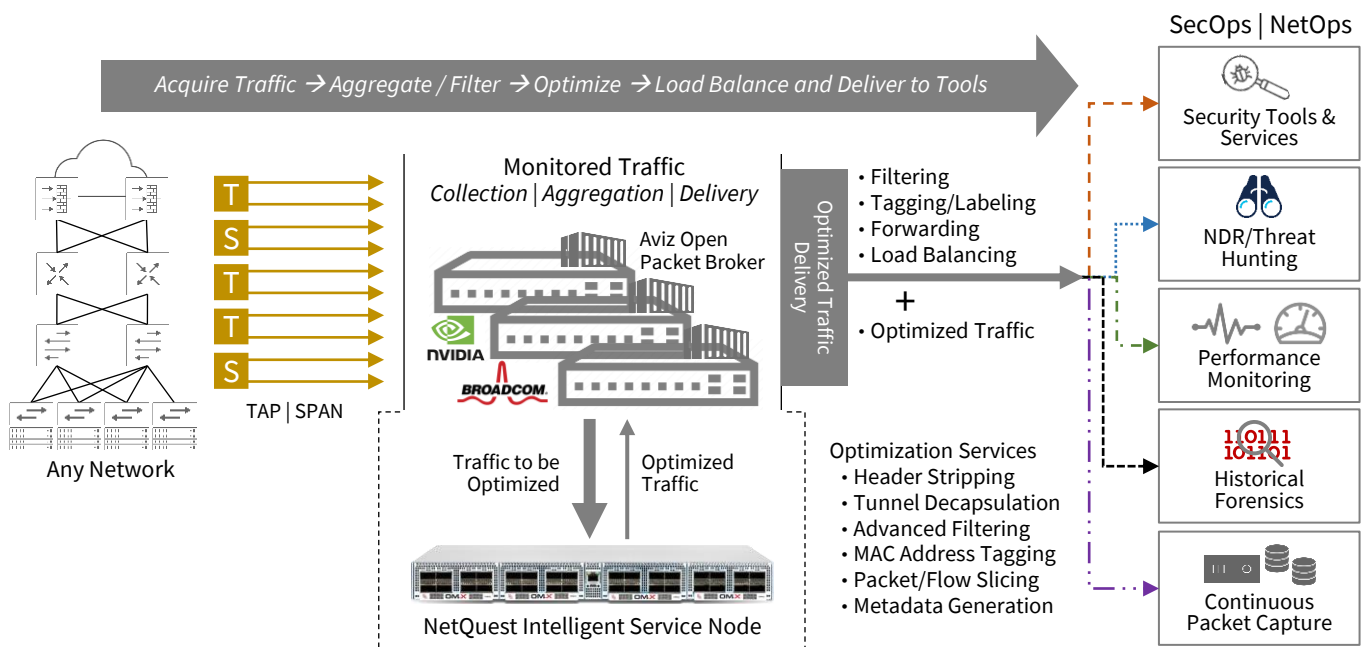 SecOps | NetOps
Acquire Traffic → Aggregate / Filter → Optimize → Load Balance and Deliver to Tools
Any Network
T
S
T
T
S
TAP | SPAN
Monitored Traffic
Collection | Aggregation | Delivery
Aviz Open
Packet Broker
NVIDIA
BROADCOM
Traffic to be
Optimized
Optimized
Traffic
OMX
OMX
OMX
OMX
NetQuest Intelligent Service Node
Optimized Traffic
Delivery
• Filtering
• Tagging/Labeling
• Forwarding
• Load Balancing
+
• Optimized Traffic
Optimization Services
• Header Stripping
• Tunnel Decapsulation
• Advanced Filtering
• MAC Address Tagging
• Packet/Flow Slicing
• Metadata Generation
Security Tools &
Services
NDR/Threat
Hunting
Performance
Monitoring
110111
101101
Historical
Forensics
Continuous
Packet Capture